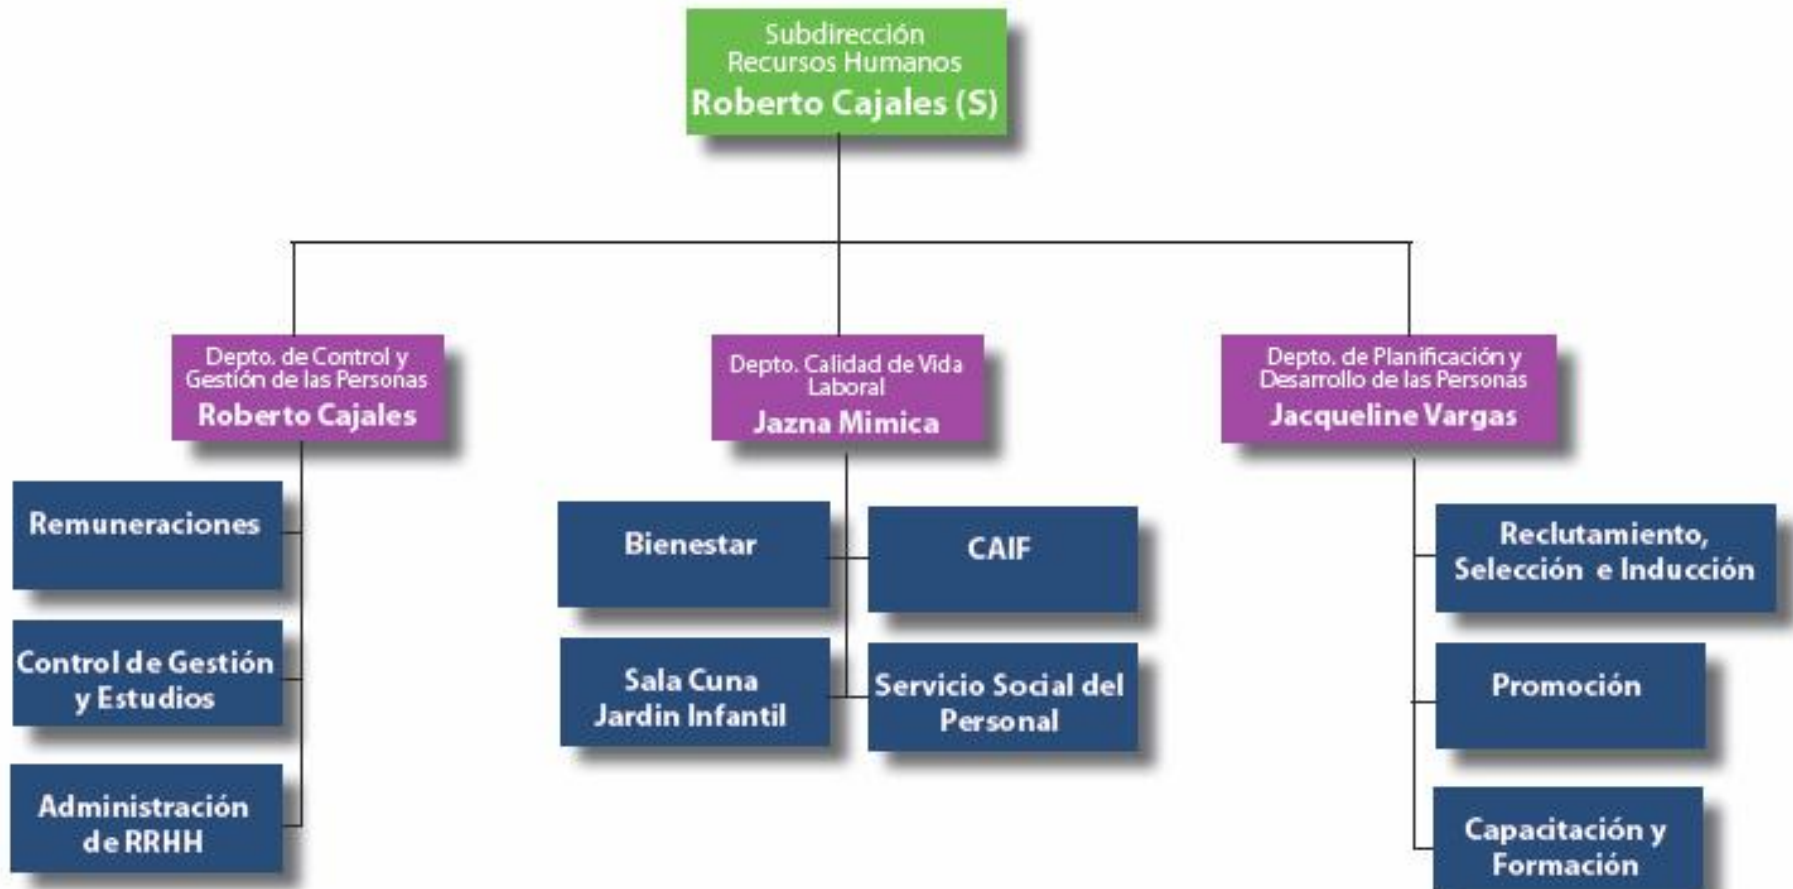 Subdirección
Recursos Humanos
Roberto Cajales (S)
Depto. de Control y
Gestión de las Personas
Roberto Cajales
Depto. Calidad de Vida
Laboral
Jazna Mimica
Depto. de Planificación y
Desarrollo de las Personas
Jacqueline Vargas
Remuneraciones
Control de Gestión
y Estudios
Administración
de RRHH
Bienestar
CAIF
Sala Cuna
Jardin Infantil
Servicio Social del
Personal
Reclutamiento,
Selección e Inducción
Promoción
Capacitación y
Formación